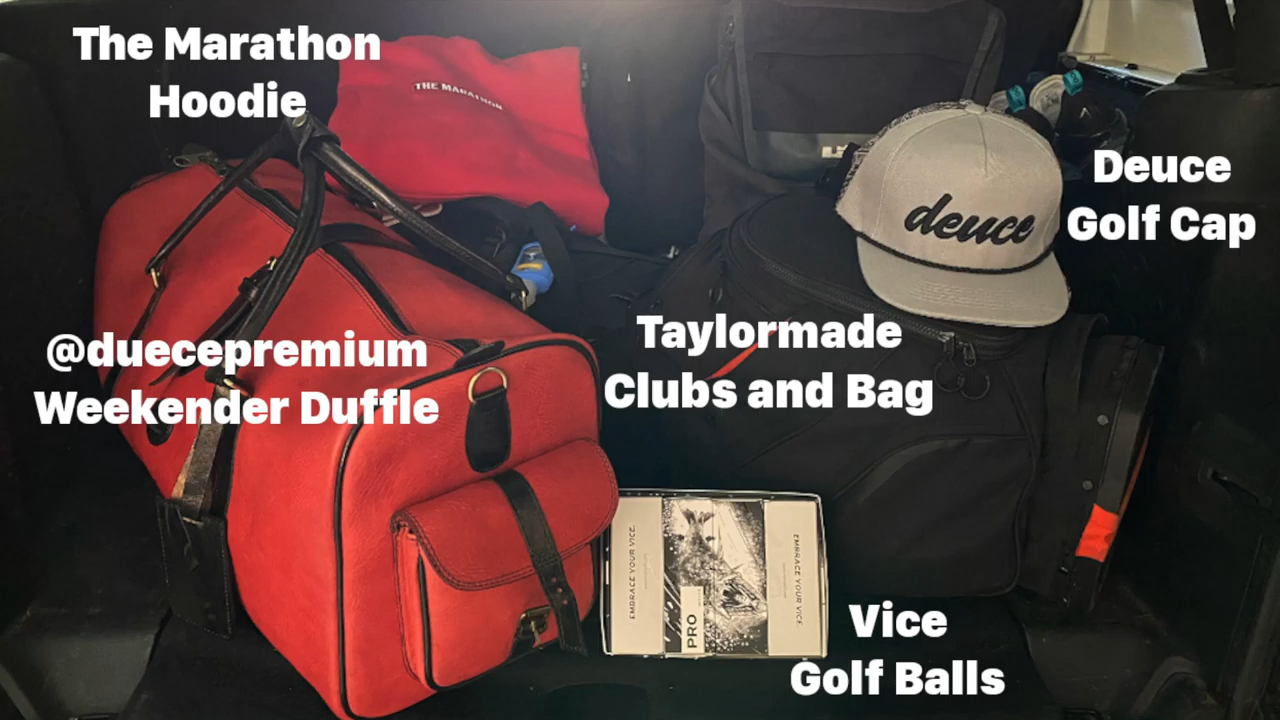 The Marathon
Hoodie
THE MARATHON
deuce
Deuce
Golf Cap
@duecepremium
Weekender Duffle
Taylormade
Clubs and Bag
EMBRACE YOUR VICE.
PRO
EMBRACE YOUR VICE
Vice
Golf Balls